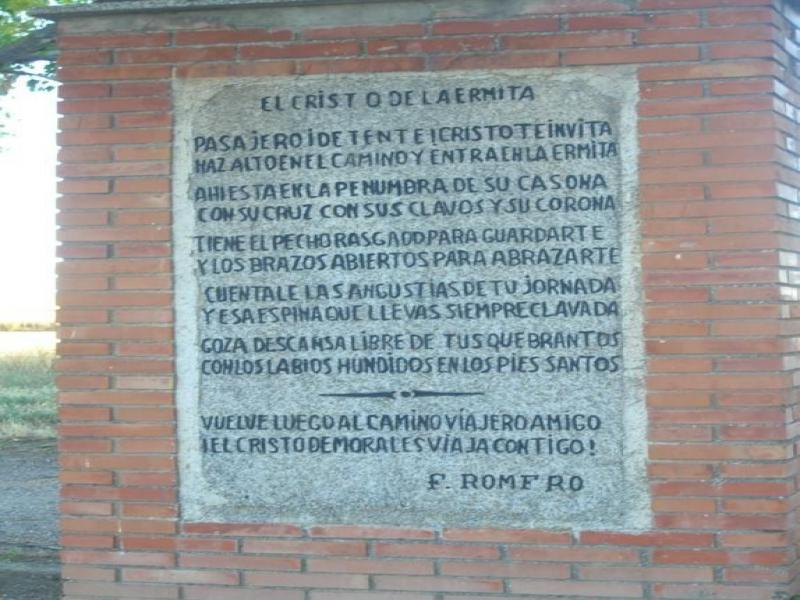 EL CRISTO DE LA ERMITA
PASAJERO ¡DETENTE! CRISTO TE INVITA
HAZ ALTO EN EL CAMINO Y ENTRA EN LA ERMITA
AHI ESTA EN LA PENUMBRA DE SU CASONA
CON SU CRUZ CON SUS CLAVOS Y SU CORONA
TIENE EL PECHO RASGADO PARA GUARDARTE
Y LOS BRAZOS ABIERTOS PARA ABRAZARTE
CUENTALE LAS ANGUSTIAS DE TU JORNADA
Y ESA ESPINA QUE LLEVAS SIEMPRE CLAVADA
GOZA DESCANSA LIBRE DE TUS QUEBRANTOS
CON LOS LABIOS HUNDIDOS EN LOS PIES SANTOS
VUELVE LUEGO AL CAMINO VIAJERO AMIGO
¡EL CRISTO DE MORALES VIAJA CONTIGO!
F. ROMERO